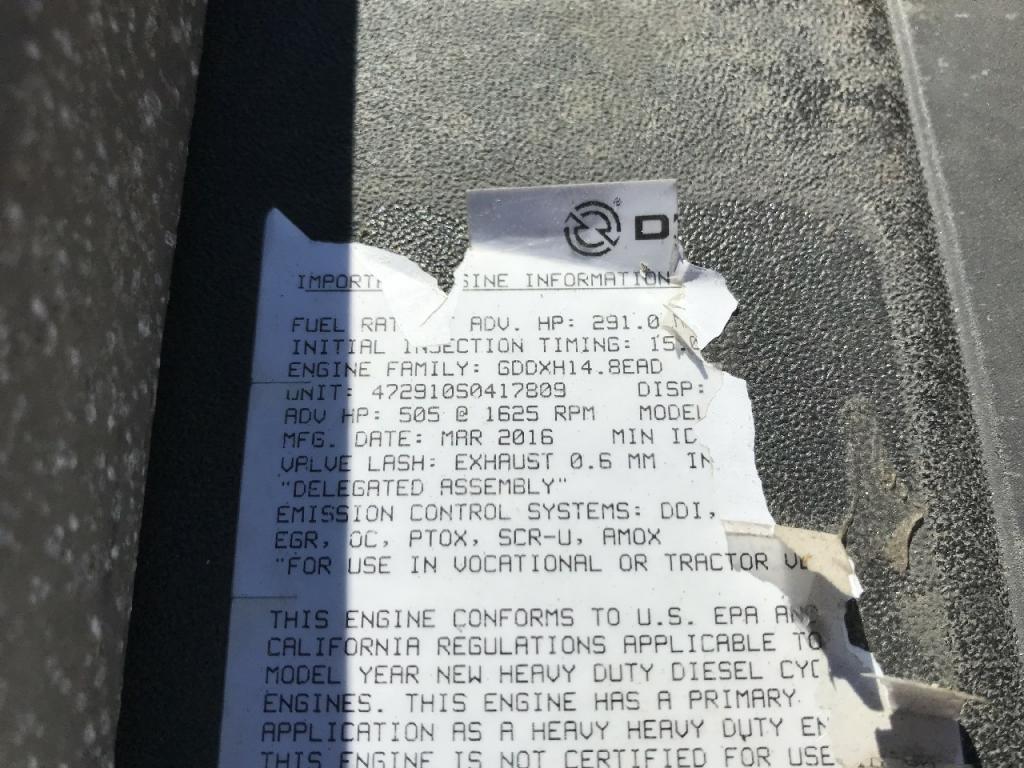 D
IMPORT SINE INFORMATION
FUEL RAT ADV. HP: 291.0
INITIAL INJECTION TIMING: 15.0
ENGINE FAMILY: GDDXH14.8EAD
UNIT: 47291050417809 DISP:
ADV HP: 505 @ 1625 RPM MODEL
MFG. DATE: MAR 2016 MIN ID
VALVE LASH: EXHAUST 0.6 MM IN
"DELEGATED ASSEMBLY"
EMISSION CONTROL SYSTEMS: DDI,
EGR, OC, PTOX, SCR-U, AMOX
"FOR USE IN VOCATIONAL OR TRACTOR VE
THIS ENGINE CONFORMS TO U.S. EPA AND
CALIFORNIA REGULATIONS APPLICABLE TO
MODEL YEAR NEW HEAVY DUTY DIESEL CYC
ENGINES. THIS ENGINE HAS A PRIMARY
APPLICATION AS A HEAVY HEAVY DUTY EN
THIS ENGINE IS NOT CERTIFIED FOR USE